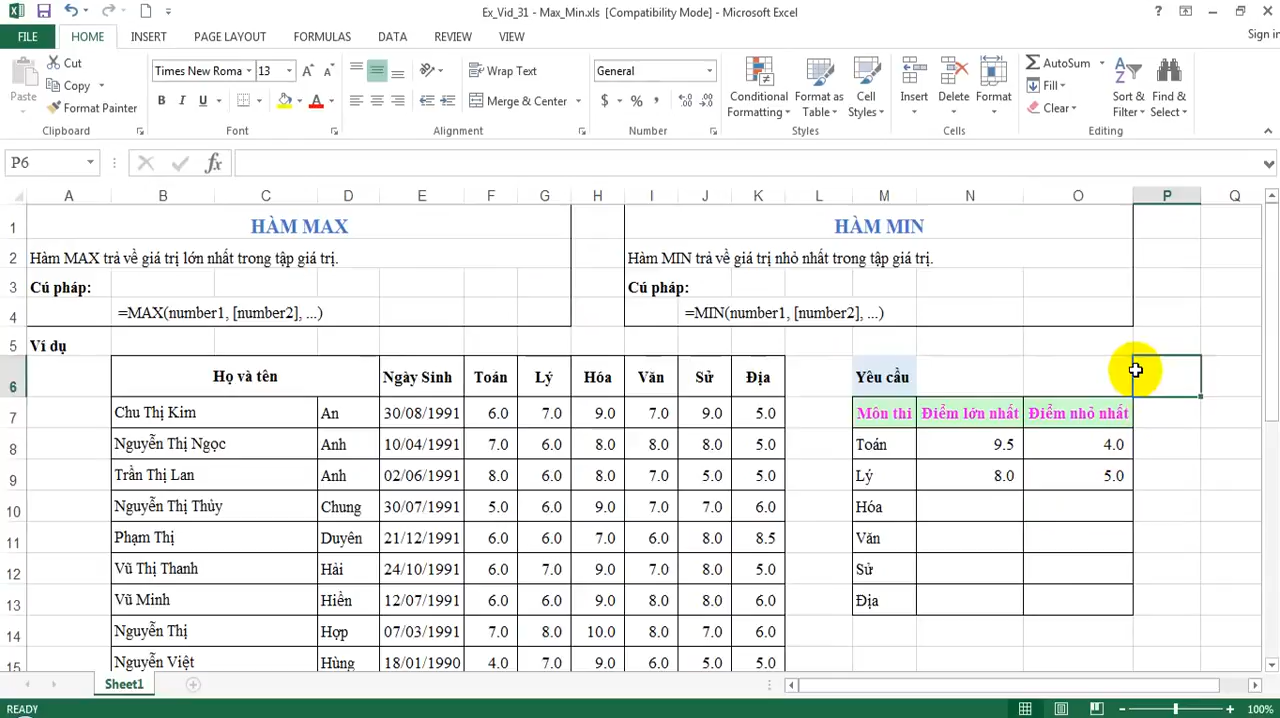 Ex_Vid_31 - Max_Min.xls [Compatibility Mode] - Microsoft Excel
FILE HOME INSERT PAGE LAYOUT FORMULAS DATA REVIEW VIEW Sign in
Cut
Copy
Format Painter
Paste
Clipboard
Times New Roma 13
B I U
Font
Wrap Text
Merge & Center
Alignment
General
$ % ,
Number
Conditional Formatting
Format as Table
Cell Styles
Styles
Insert Delete Format
Cells
AutoSum
Fill
Clear
Sort & Filter
Find & Select
Editing
P6 fx
A B C D E F G H I J K L M N O P Q
1 HÀM MAX HÀM MIN
2 Hàm MAX trả về giá trị lớn nhất trong tập giá trị. Hàm MIN trả về giá trị nhỏ nhất trong tập giá trị.
3 Cú pháp: Cú pháp:
4 =MAX(number1, [number2], ...) =MIN(number1, [number2], ...)
5 Ví dụ
6 Họ và tên Ngày Sinh Toán Lý Hóa Văn Sử Địa Yêu cầu
7 Chu Thị Kim An 30/08/1991 6.0 7.0 9.0 7.0 9.0 5.0 Môn thi Điểm lớn nhất Điểm nhỏ nhất
8 Nguyễn Thị Ngọc Anh 10/04/1991 7.0 6.0 8.0 8.0 8.0 5.0 Toán 9.5 4.0
9 Trần Thị Lan Anh 02/06/1991 8.0 6.0 8.0 7.0 9.0 5.0 Lý 8.0 5.0
10 Nguyễn Thị Thùy Chung 30/07/1991 5.0 6.0 9.0 7.0 7.0 6.0 Hóa
11 Phạm Thị Duyên 21/12/1991 6.0 6.0 7.0 6.0 8.0 8.5 Văn
12 Vũ Thị Thanh Hải 24/10/1991 6.0 7.0 9.0 7.0 8.0 5.0 Sử
13 Vũ Minh Hiền 12/07/1991 6.0 6.0 9.0 8.0 8.0 6.0 Địa
14 Nguyễn Thị Hợp 07/03/1991 7.0 8.0 10.0 8.0 7.0 6.0
15 Nguyễn Việt Hùng 18/01/1990 4.0 7.0 9.0 6.0 5.0 5.0
Sheet1
READY 100%